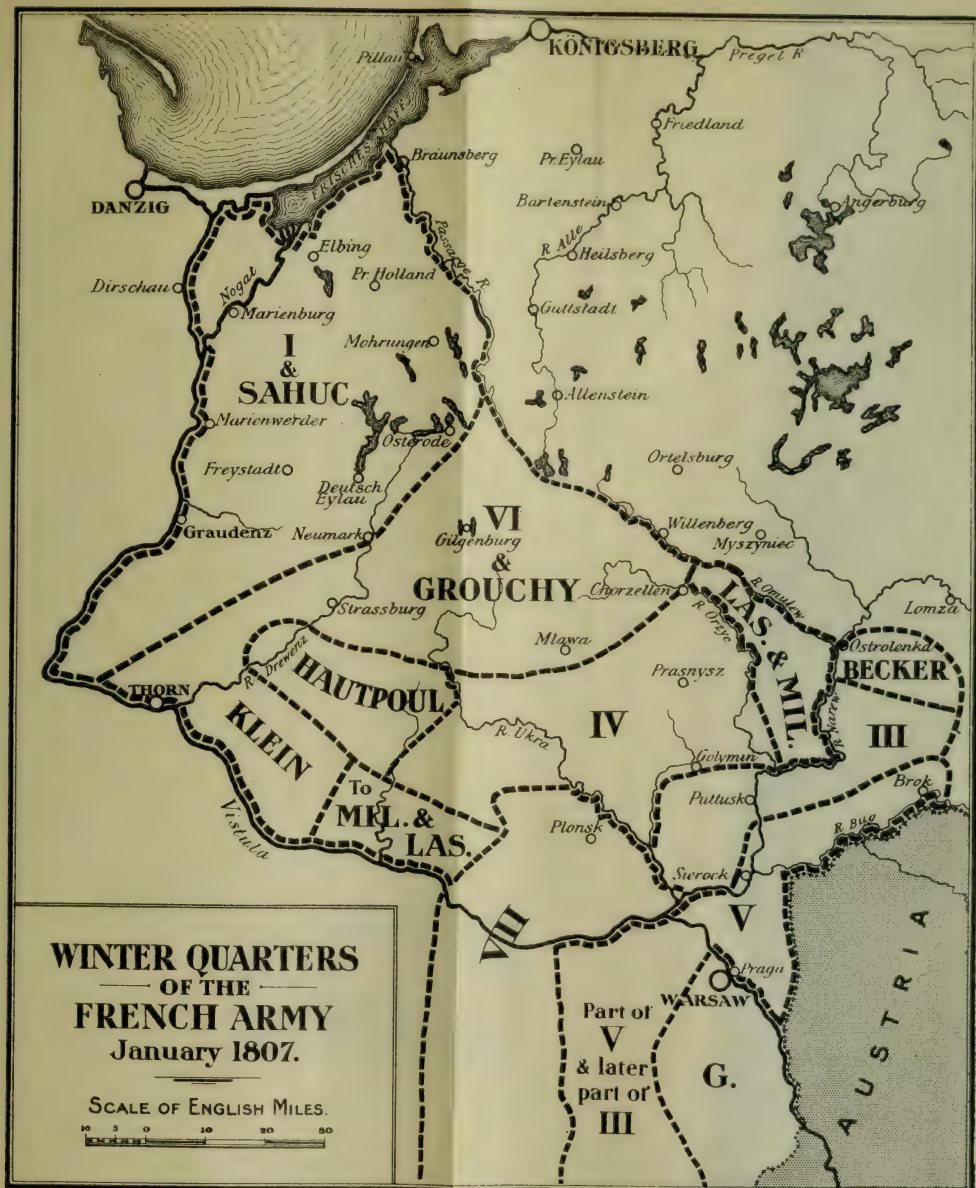 KÖNIGSBERG
Pillau
Pregel R
Friedland
FRISCHES HAFF
Braunsberg
Pr. Eylau
DANZIG
Bartenstein
Angerburg
Elbing
Passarge R
R Alle
Heilsberg
Dirschau
Nogat
Pr. Holland
Marienburg
Guttstadt
I
&
SAHUC
Mohrungen
Allenstein
Marienwerder
Osterode
Freystadt
Deutsch
Eylau
Ortelsburg
Graudenz
Neumark
VI
Gilgenburg
&
GROUCHY
Willenberg
Myszyniec
Chorzellen
R. Omulew
LAS. & MIL.
Lomza
Strassburg
R. Orzyc
Mlawa
Ostrolenka
BECKER
R. Drewenz
HAUTPOUL
Prasnysz
THORN
KLEIN
IV
R. Narew
III
R. Ukra
Golymin
Brok
To
MIL. &
LAS.
Pultusk
Vistula
Plonsk
R. Bug
Sierock
V
VIII
Praga
WARSAW
AUSTRIA
Part of
V
& later
part of
III
G.
WINTER QUARTERS
OF THE
FRENCH ARMY
January 1807.
SCALE OF ENGLISH MILES.
10 5 0 10 20 30